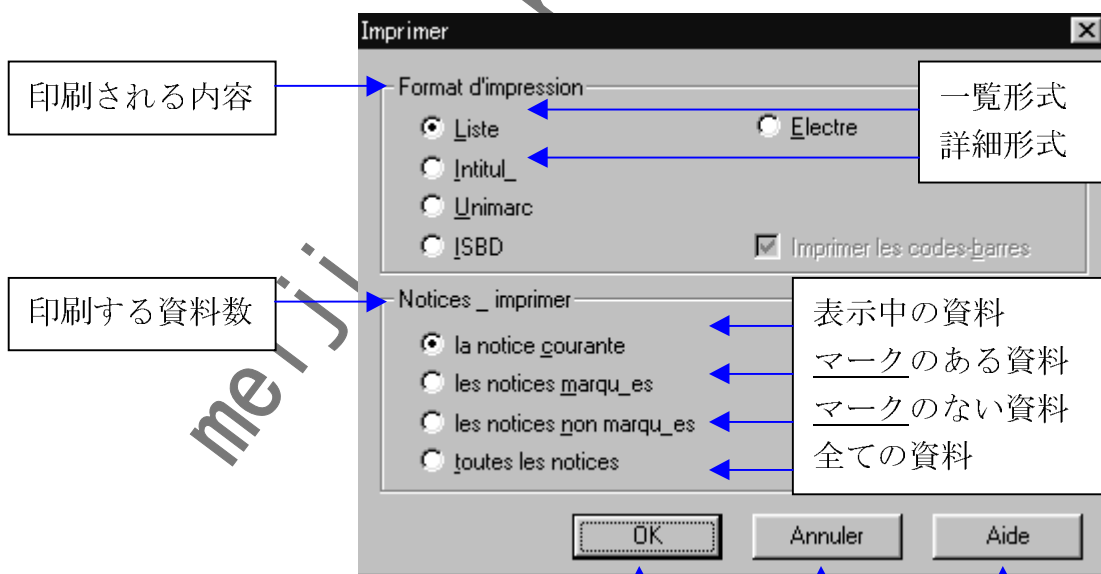 Imprimer
印刷される内容
Format d'impression
一覧形式
詳細形式
Liste
Electre
Intitul_
Unimarc
ISBD
Imprimer les codes-barres
印刷する資料数
Notices _ imprimer
表示中の資料
マークのある資料
マークのない資料
全ての資料
la notice courante
les notices marqu_es
les notices non marqu_es
toutes les notices
OK
Annuler
Aide
meiji